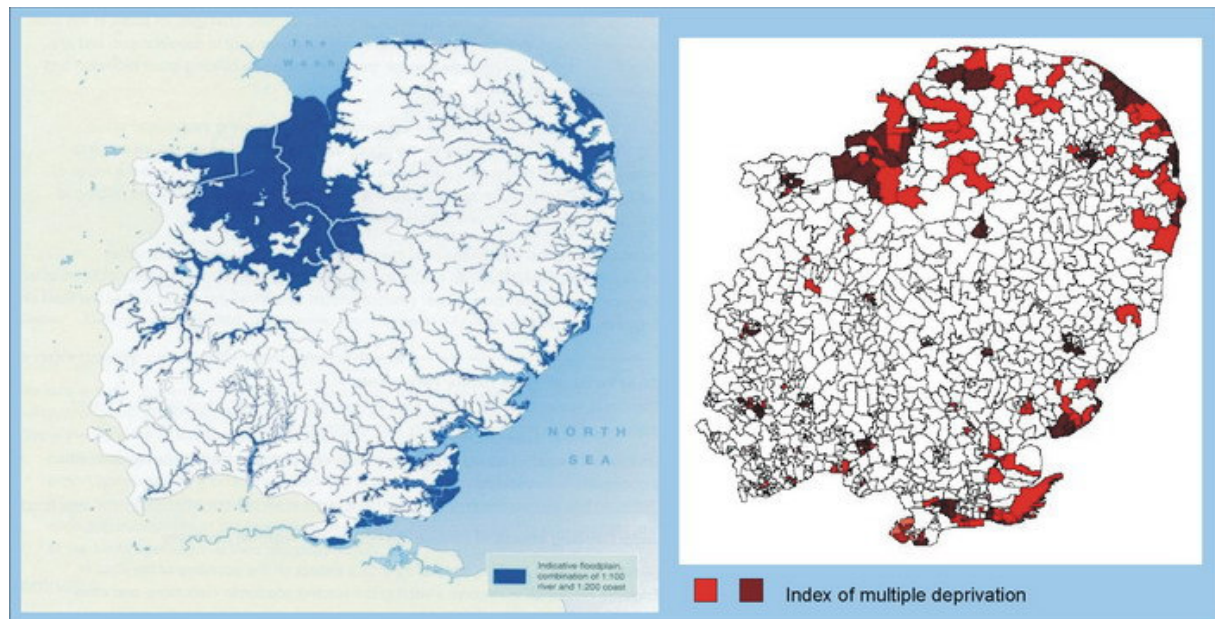 The
Wash
NORTH
SEA
Indicative floodplain,
combination of 1:100
river and 1:200 coast
Index of multiple deprivation